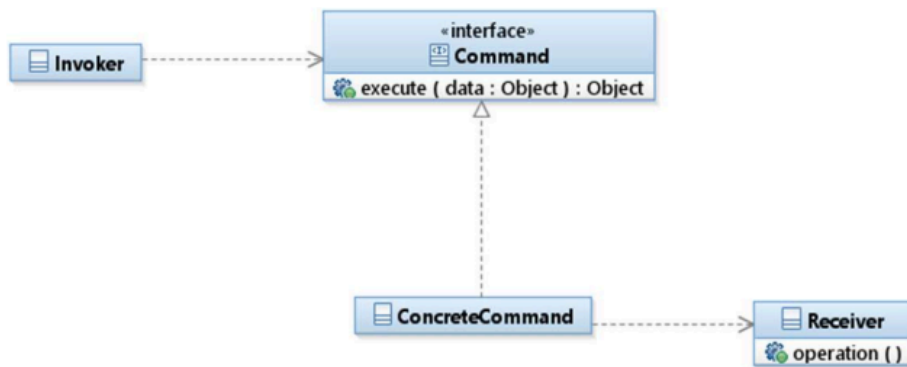 «interface»
Invoker
Command
execute ( data : Object ) : Object
ConcreteCommand
Receiver
operation ( )